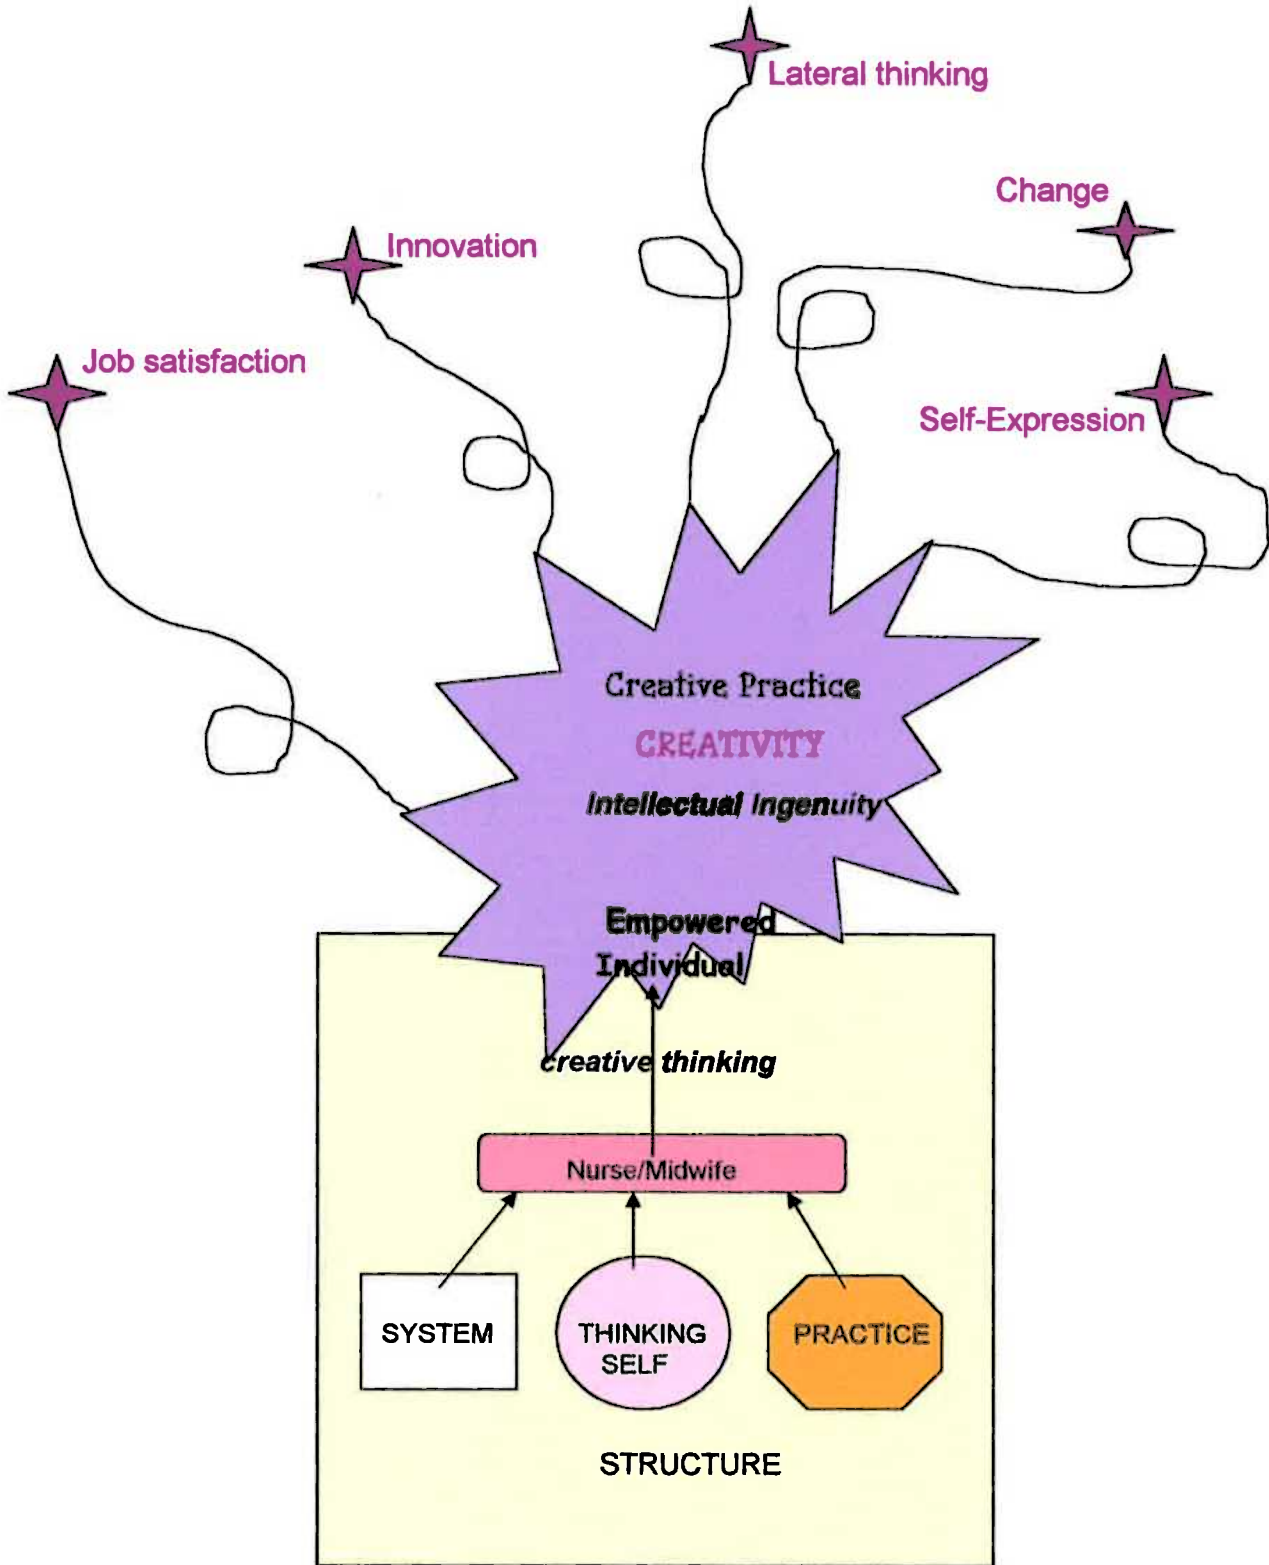 Lateral thinking
Change
Innovation
Job satisfaction
Self-Expression
Creative Practice
CREATIVITY
Intellectual Ingenuity
Empowered
Individual
creative thinking
Nurse/Midwife
SYSTEM
THINKING
SELF
PRACTICE
STRUCTURE